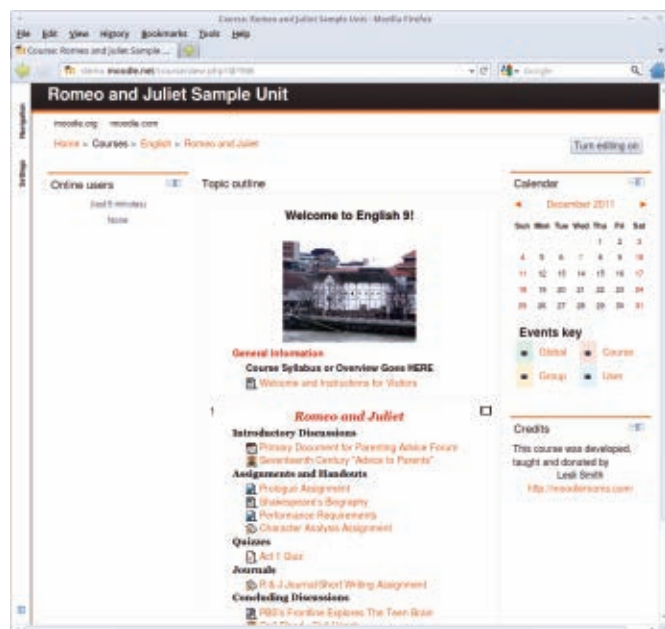 Course: Romeo and Juliet Sample Unit - Mozilla Firefox
File Edit View History Bookmarks Tools Help
Course: Romeo and Juliet Sample ...
demo.moodle.net/course/view.php
Google
Romeo and Juliet Sample Unit
Navigation
Settings
moodle.org moodle.com
Home » Courses » English » Romeo and Juliet
Turn editing on
Online users
(last 5 minutes)
None
Topic outline
Welcome to English 9!
General Information
Course Syllabus or Overview Goes HERE
Welcome and Instructions for Visitors
1
Romeo and Juliet
Introductory Discussions
Primary Document for Parenting Advice Forum
Seventeenth Century "Advice to Parents"
Assignments and Handouts
Prologue Assignment
Shakespeare's Biography
Performance Requirements
Character Analysis Assignment
Quizzes
Act 1 Quiz
Journals
R & J Journal/Short Writing Assignment
Concluding Discussions
PBS's Frontline Explores The Teen Brain
Calendar
December 2011
Sun Mon Tue Wed Thu Fri Sat
1 2 3
4 5 6 7 8 9 10
11 12 13 14 15 16 17
18 19 20 21 22 23 24
25 26 27 28 29 30 31
Events key
Global Course
Group User
Credits
This course was developed,
taught and donated by
Smith
http://moodlerooms.com/